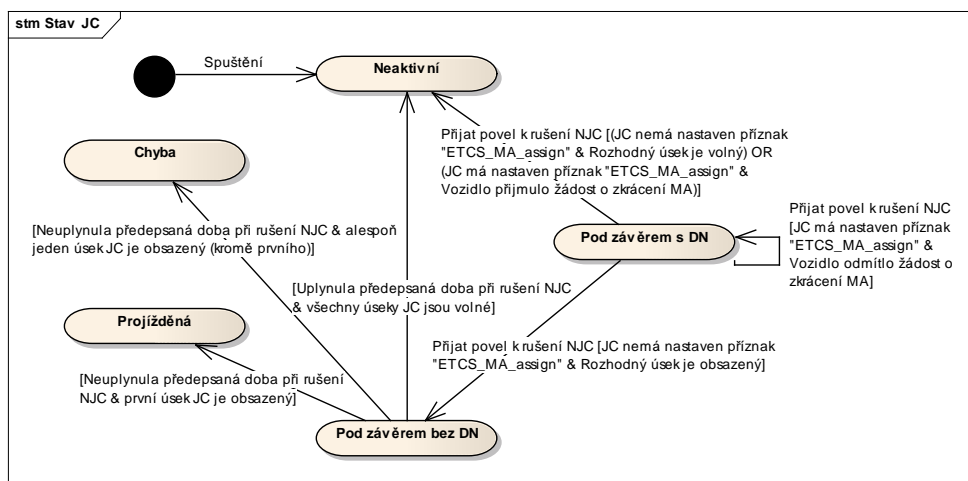 stm Stav JC
Spuštění
Neaktivní
Přijat povel k rušení NJC [(JC nemá nastaven příznak
"ETCS_MA_assign" & Rozhodný úsek je volný) OR
(JC má nastaven příznak "ETCS_MA_assign" &
Vozidlo přijmulo žádost o zkrácení MA)]
Chyba
[Neuplynula předepsaná doba při rušení NJC & alespoň
jeden úsek JC je obsazený (kromě prvního)]
Pod závěrem s DN
Přijat povel k rušení NJC
[JC má nastaven příznak
"ETCS_MA_assign" &
Vozidlo odmítlo žádost o
zkrácení MA]
[Uplynula předepsaná doba při rušení NJC
& všechny úseky JC jsou volné]
Projížděná
Přijat povel k rušení NJC [JC nemá nastaven příznak
"ETCS_MA_assign" & Rozhodný úsek je obsazený]
[Neuplynula předepsaná doba při rušení
NJC & první úsek JC je obsazený]
Pod závěrem bez DN